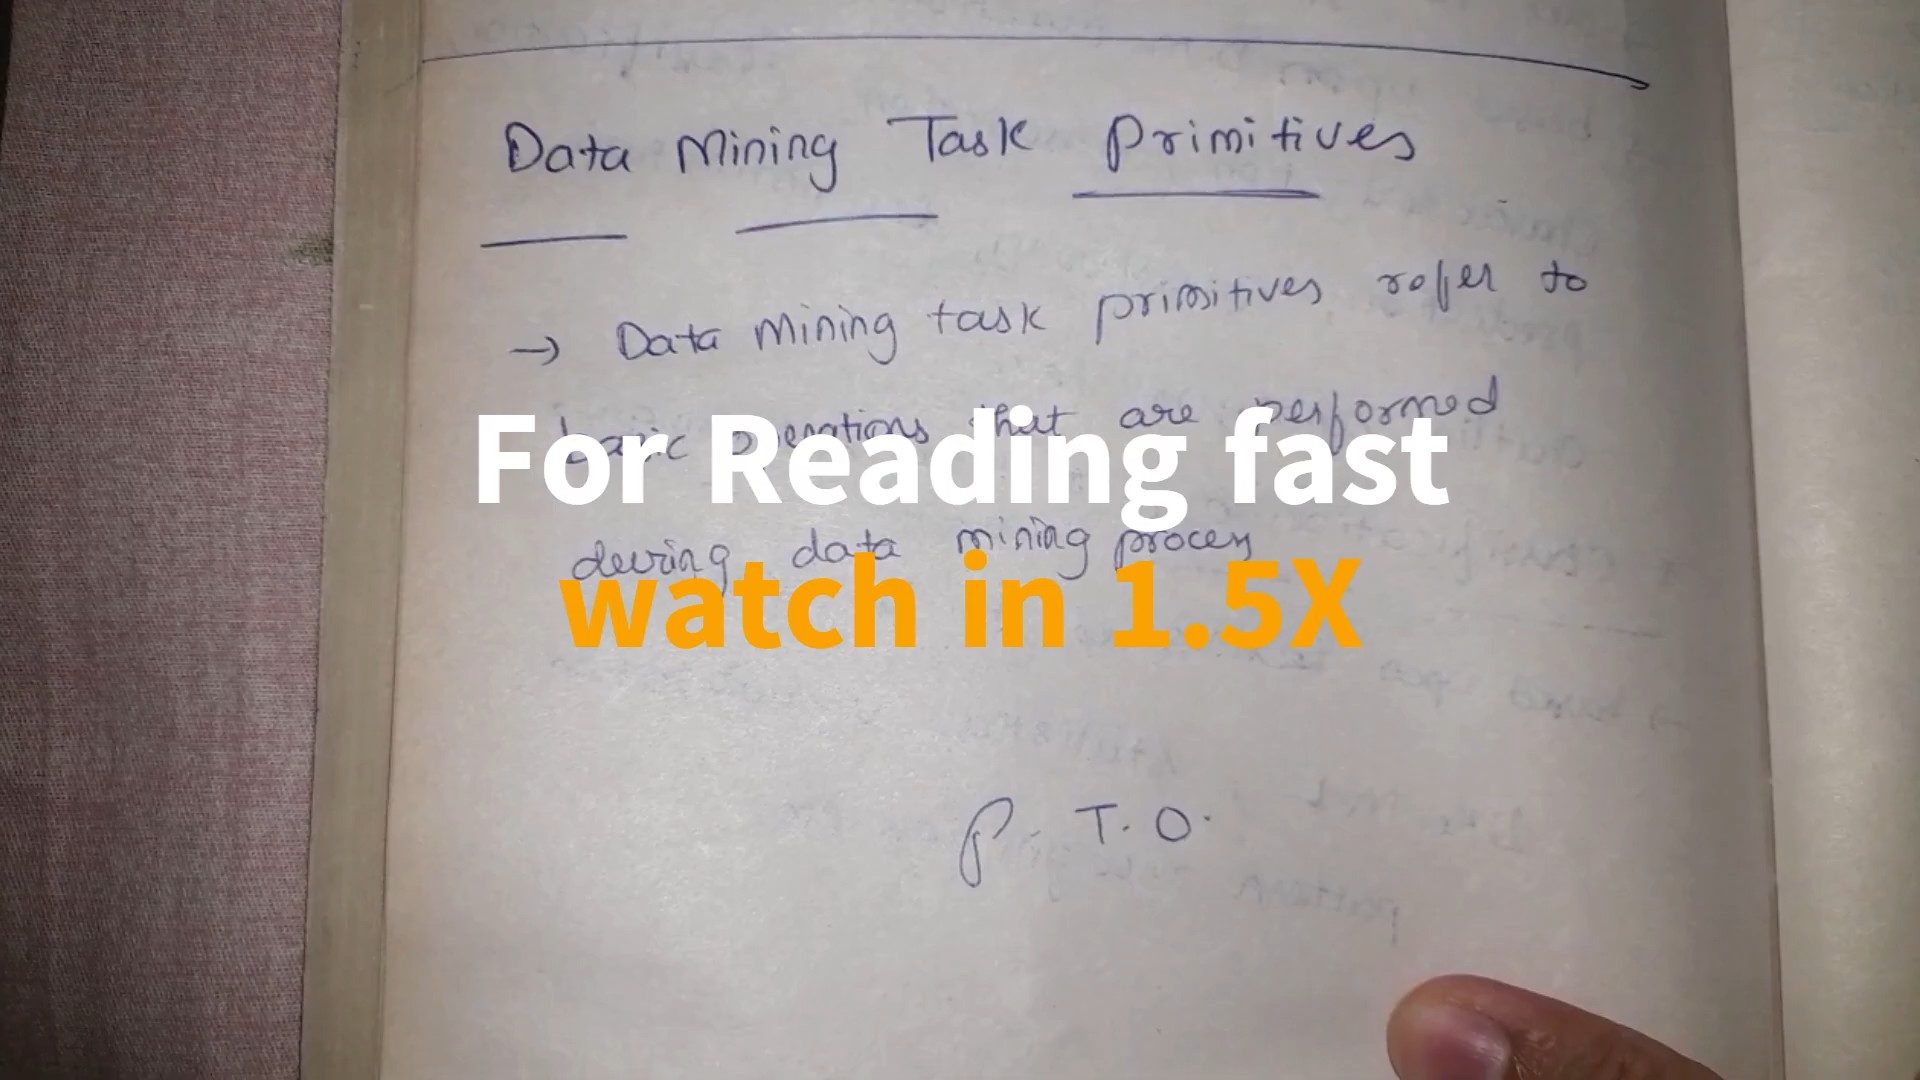 Data Mining Task Primitives
→ Data Mining task primitives refer to
basic operations that are performed
For Reading fast
during data mining process
watch in 1.5X
P. T. O.